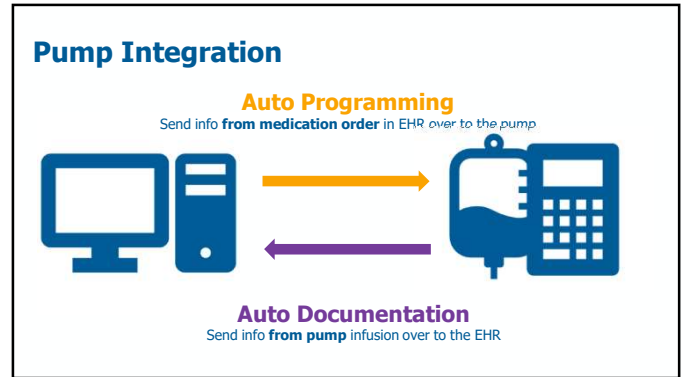 Pump Integration
Auto Programming
Send info from medication order in EHR over to the pump
Auto Documentation
Send info from pump infusion over to the EHR